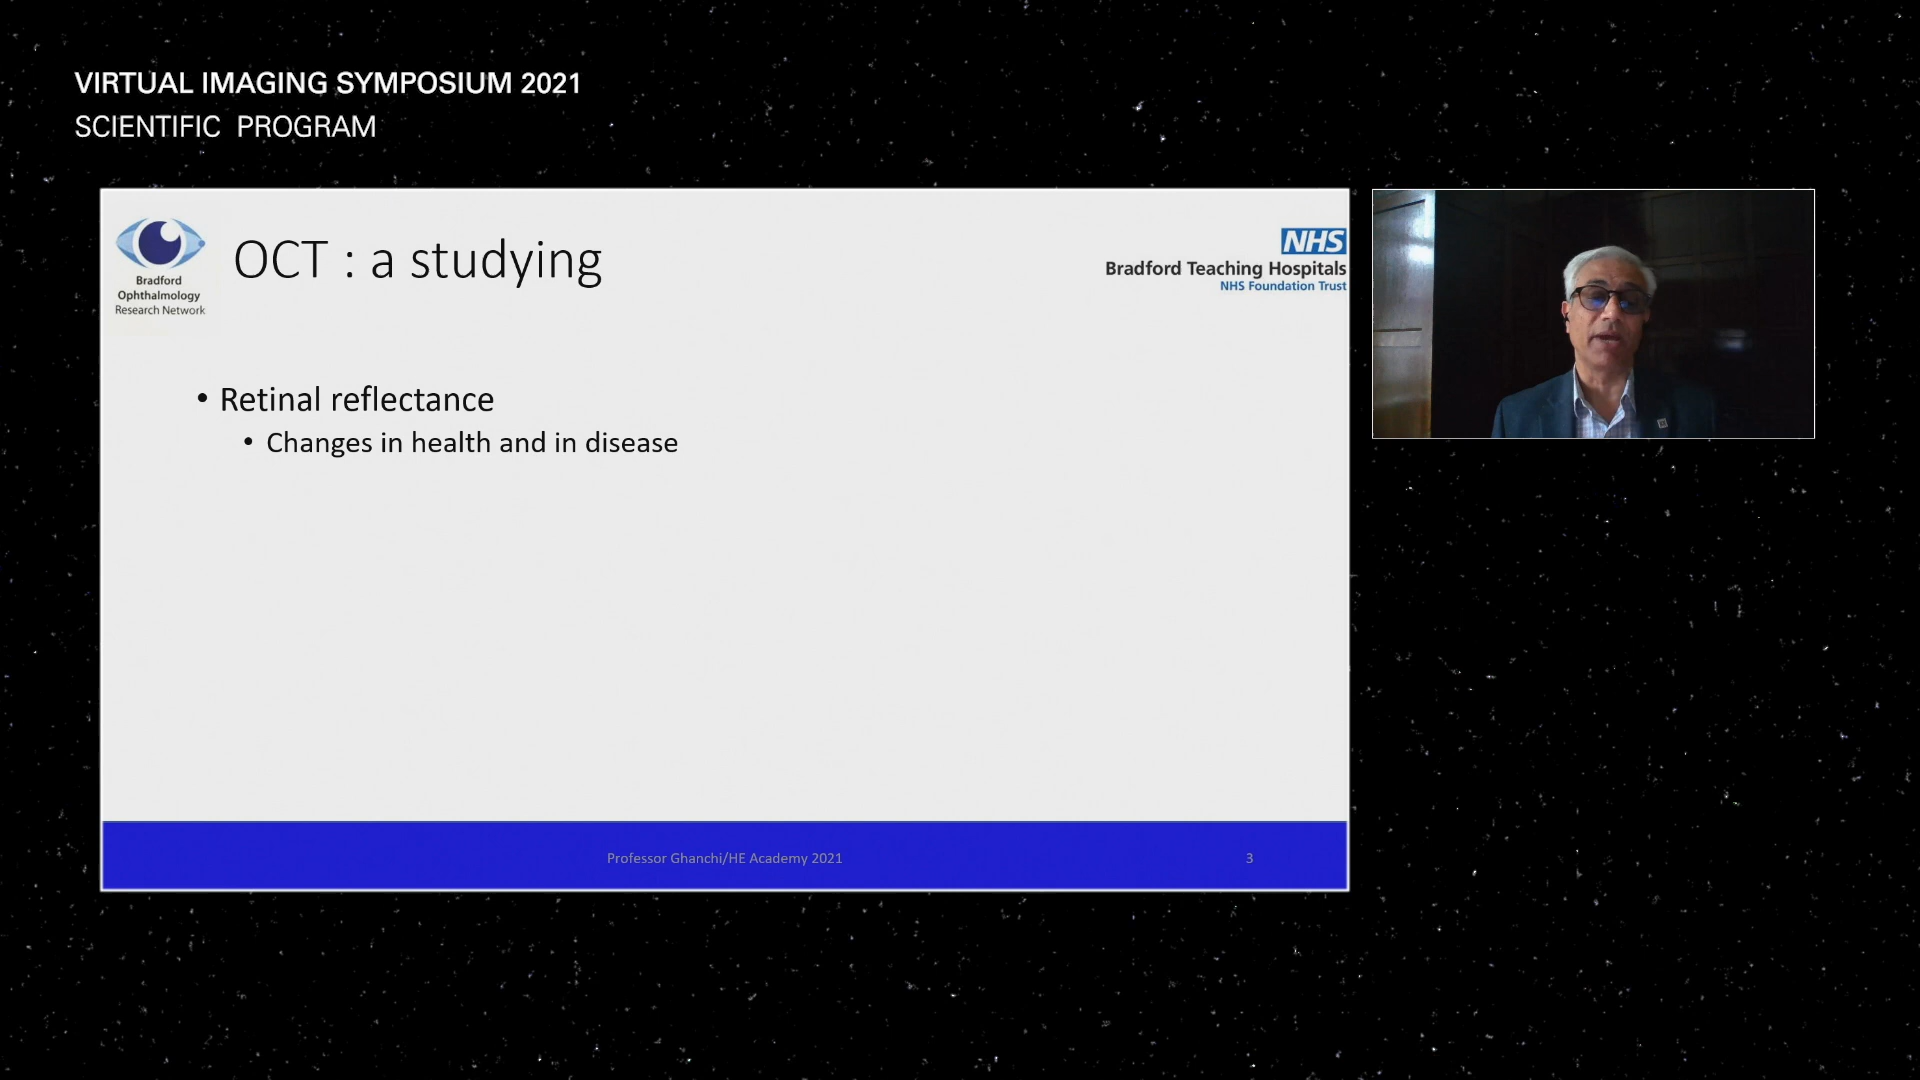 VIRTUAL IMAGING SYMPOSIUM 2021
SCIENTIFIC PROGRAM
Bradford
Ophthalmology
Research Network
OCT : a studying
NHS
Bradford Teaching Hospitals
NHS Foundation Trust
• Retinal reflectance
• Changes in health and in disease
Professor Ghanchi/HE Academy 2021
3